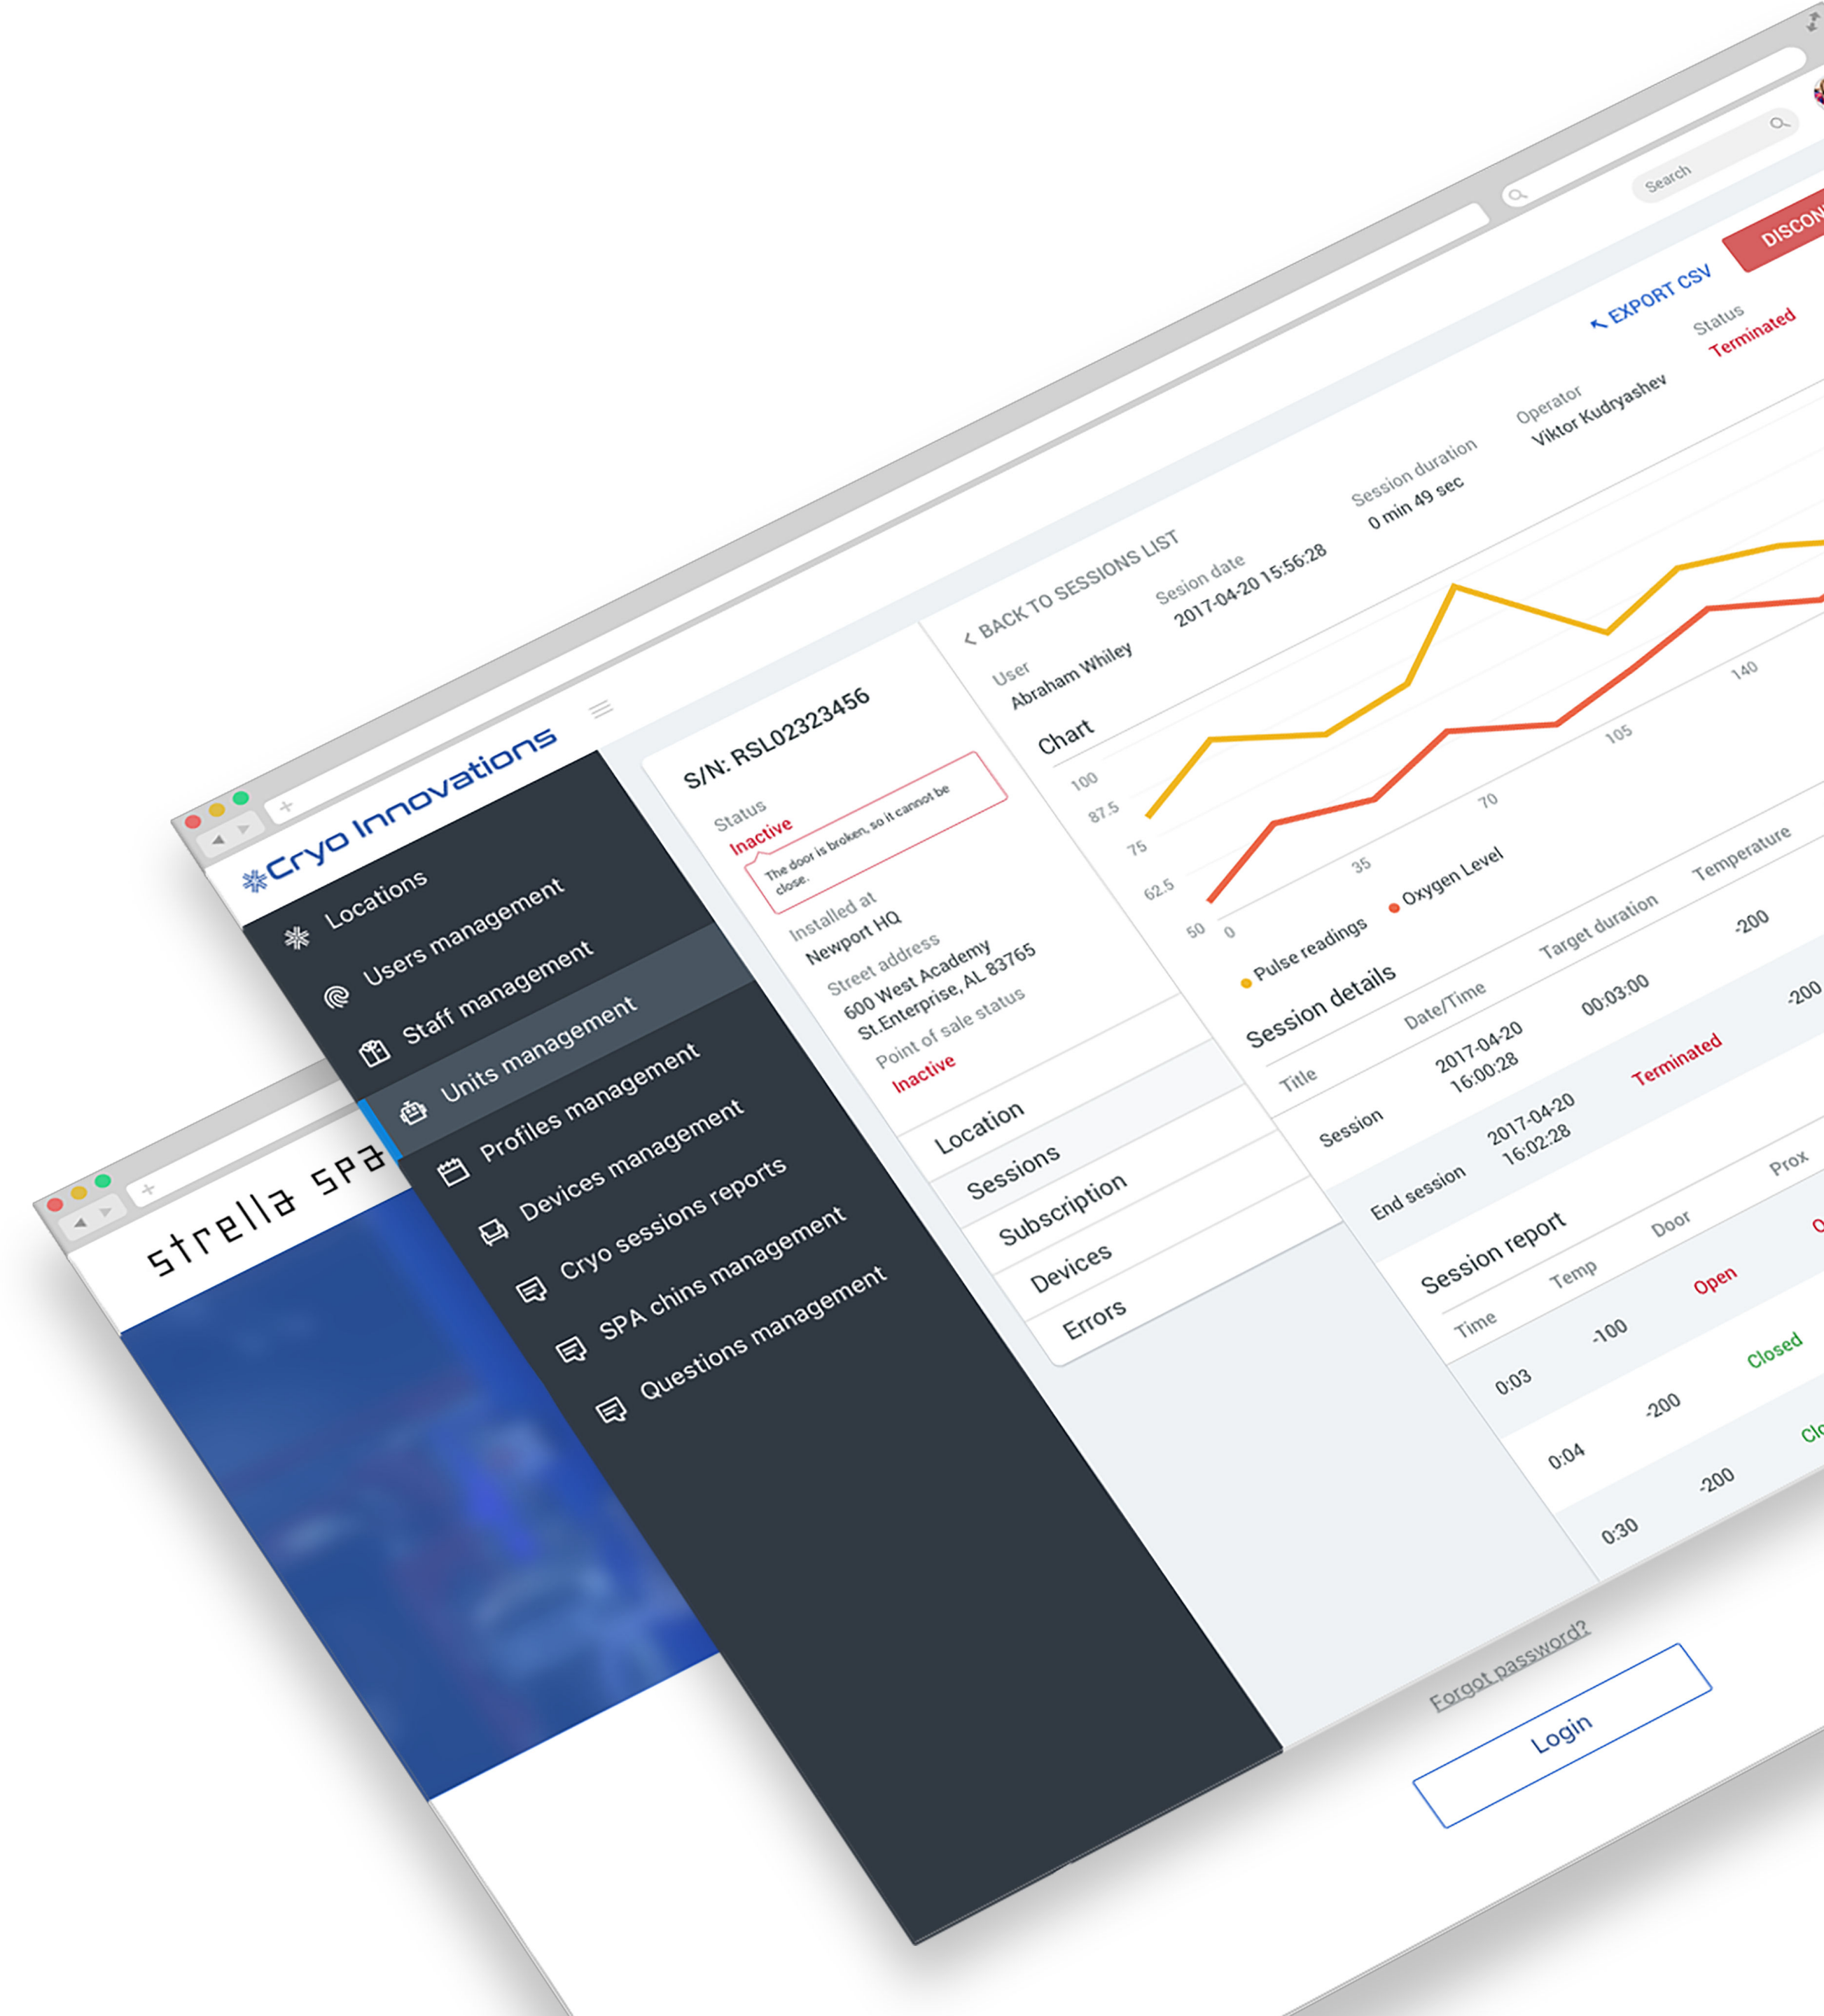 Search
DISCON
EXPORT CSV
Status
Terminated
Operator
Viktor Kudryashev
Session duration
0 min 49 sec
Sesion date
2017-04-20 15:56:28
BACK TO SESSIONS LIST
User
Abraham Whiley
Chart
100
87.5
75
62.5
50
0
35
70
105
140
Pulse readings
Oxygen Level
Session details
Title
Date/Time
Target duration
Temperature
Session
2017-04-20
16:00:28
00:03:00
-200
End session
2017-04-20
16:02:28
Terminated
-200
Session report
Time
Temp
Door
Prox
0:03
-100
Open
O
0:04
-200
Closed
0:30
-200
Clo
Cryo Innovations
Locations
Users management
Staff management
Units management
Profiles management
Devices management
Cryo sessions reports
SPA chins management
Questions management
S/N: RSL02323456
Status
Inactive
The door is broken, so it cannot be
close.
Installed at
Newport HQ
Street address
600 West Academy
St.Enterprise, AL 83765
Point of sale status
Inactive
Location
Sessions
Subscription
Devices
Errors
strella spa
Forgot password?
Login